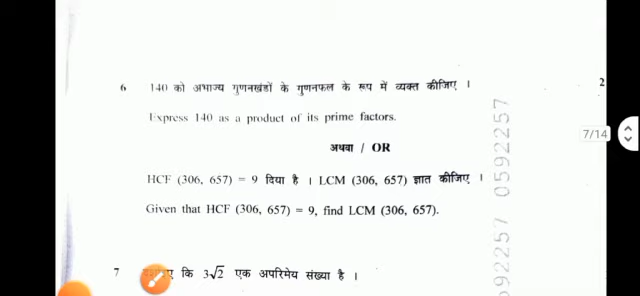 6 140 को अभाज्य गुणनखंडों के गुणनफल के रूप में व्यक्त कीजिए । 2
Express 140 as a product of its prime factors.
अथवा / OR
HCF (306, 657) = 9 दिया है । LCM (306, 657) ज्ञात कीजिए ।
Given that HCF (306, 657) = 9, find LCM (306, 657).
7 कि 3√2 एक अपरिमेय संख्या है ।
7/14
92257 0592257